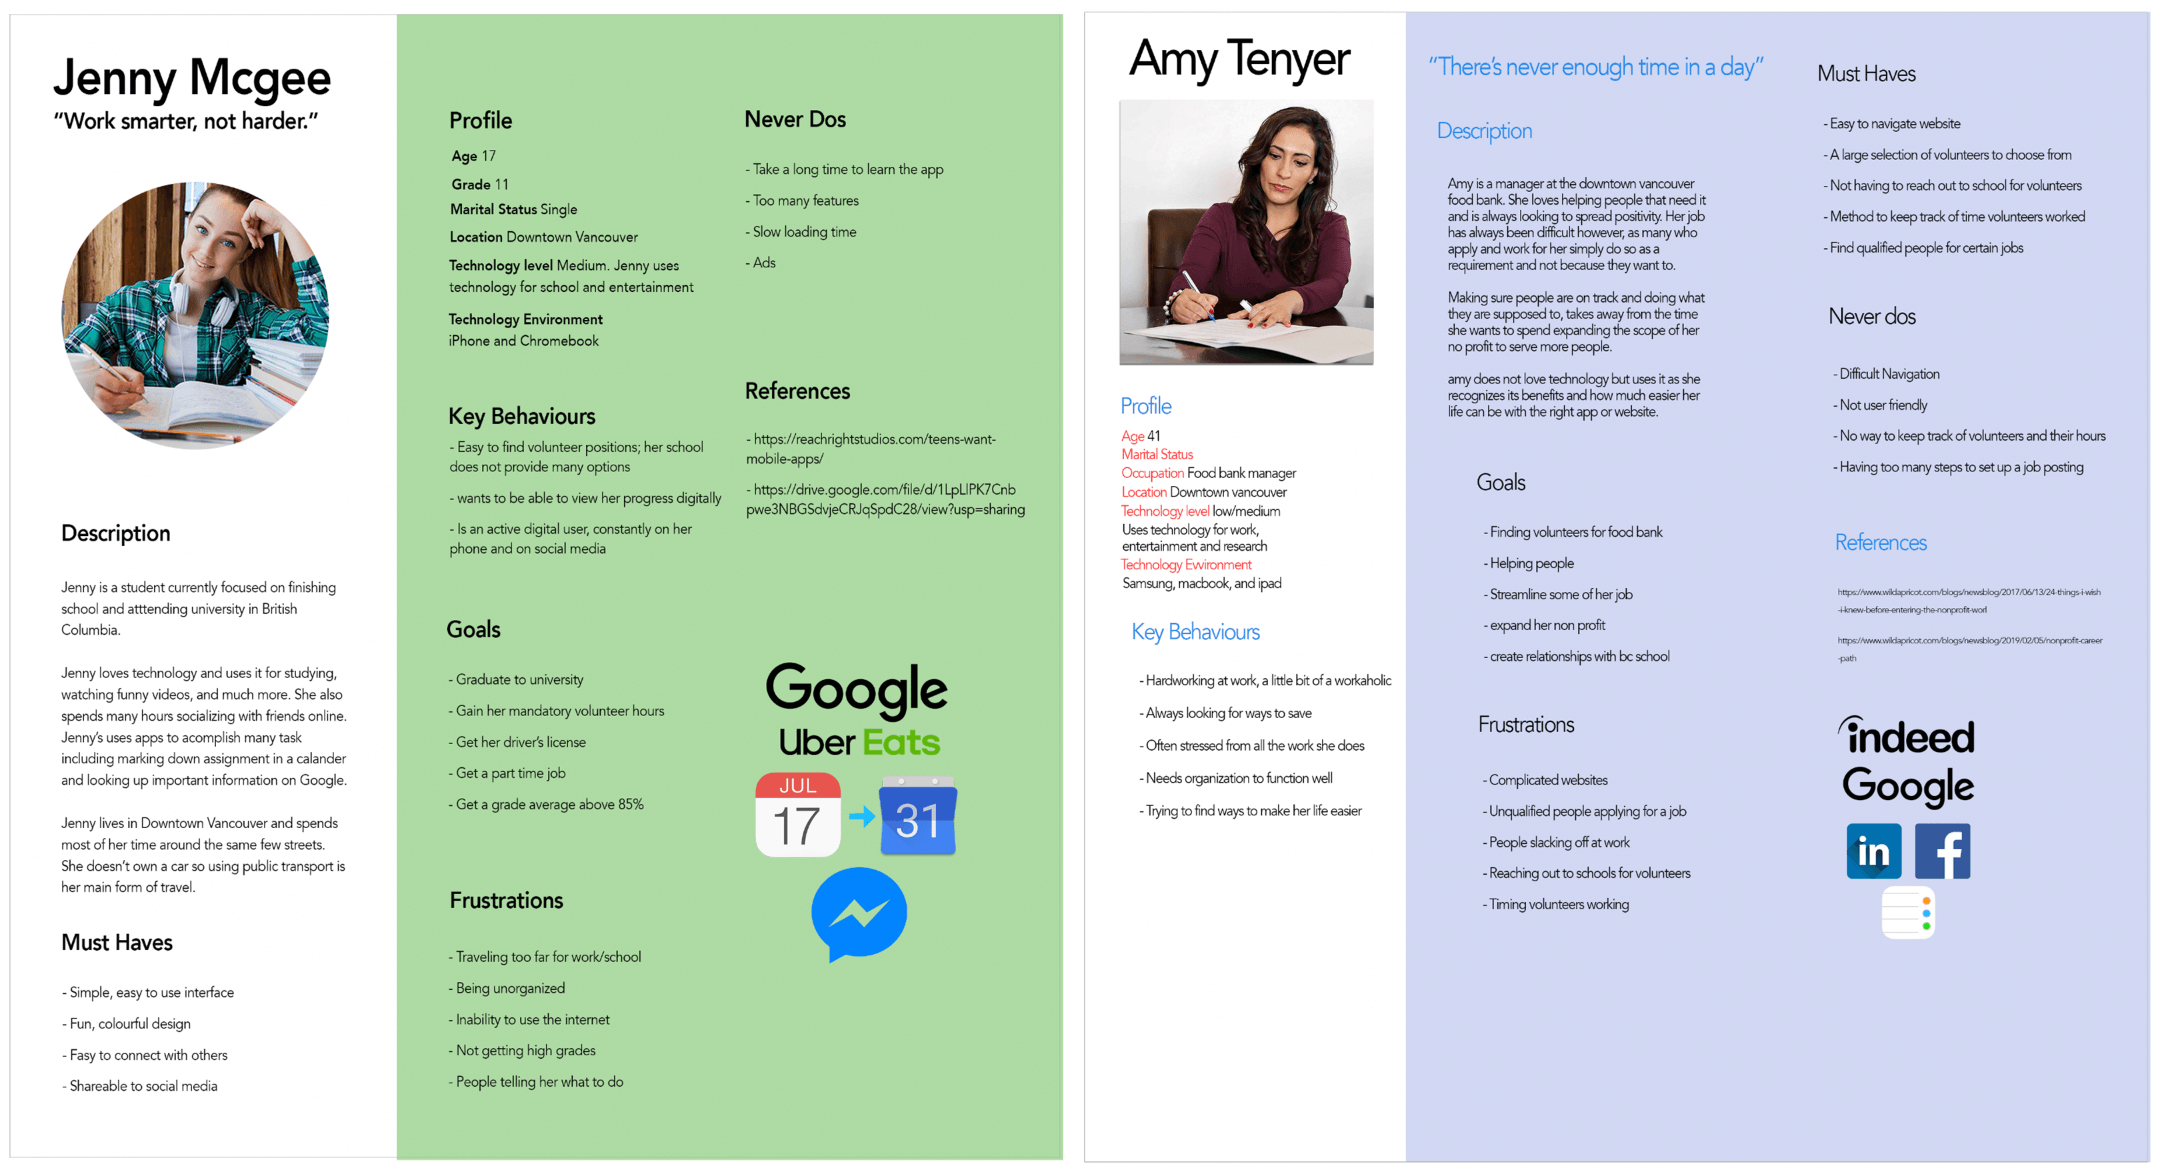 Jenny Mcgee
“Work smarter, not harder.”
Description
Jenny is a student currently focused on finishing
school and atttending university in British
Columbia.
Jenny loves technology and uses it for studying,
watching funny videos, and much more. She also
spends many hours socializing with friends online.
Jenny’s uses apps to acomplish many task
including marking down assignment in a calander
and looking up important information on Google.
Jenny lives in Downtown Vancouver and spends
most of her time around the same few streets.
She doesn’t own a car so using public transport is
her main form of travel.
Must Haves
- Simple, easy to use interface
- Fun, colourful design
- Easy to connect with others
- Shareable to social media
Profile
Age 17
Grade 11
Marital Status Single
Location Downtown Vancouver
Technology level Medium. Jenny uses
technology for school and entertainment
Technology Environment
iPhone and Chromebook
Key Behaviours
- Easy to find volunteer positions; her school
does not provide many options
- wants to be able to view her progress digitally
- Is an active digital user, constantly on her
phone and on social media
Goals
- Graduate to university
- Gain her mandatory volunteer hours
- Get her driver’s license
- Get a part time job
- Get a grade average above 85%
Frustrations
- Traveling too far for work/school
- Being unorganized
- Inability to use the internet
- Not getting high grades
- People telling her what to do
Never Dos
- Take a long time to learn the app
- Too many features
- Slow loading time
- Ads
References
- https://reachrightstudios.com/teens-want-
mobile-apps/
- https://drive.google.com/file/d/1LpLIPK7Cnb
pwe3NBGSdvjeCRJqSpdC28/view?usp=sharing
Google
Uber Eats
JUL
17
31
Amy Tenyer
Profile
Age 41
Marital Status
Occupation Food bank manager
Location Downtown vancouver
Technology level low/medium
Uses technology for work,
entertainment and research
Technology Evvironment
Samsung, macbook, and ipad
Key Behaviours
- Hardworking at work, a little bit of a workaholic
- Always looking for ways to save
- Often stressed from all the work she does
- Needs organization to function well
- Trying to find ways to make her life easier
“There’s never enough time in a day”
Description
Amy is a manager at the downtown vancouver
food bank. She loves helping people that need it
and is always looking to spread positivity. Her job
has always been difficult however, as many who
apply and work for her simply do so as a
requirement and not because they want to.
Making sure people are on track and doing what
they are supposed to, takes away from the time
she wants to spend expanding the scope of her
no profit to serve more people.
amy does not love technology but uses it as she
recognizes its benefits and how much easier her
life can be with the right app or website.
Goals
- Finding volunteers for food bank
- Helping people
- Streamline some of her job
- expand her non profit
- create relationships with bc school
Frustrations
- Complicated websites
- Unqualified people applying for a job
- People slacking off at work
- Reaching out to schools for volunteers
- Timing volunteers working
Must Haves
- Easy to navigate website
- A large selection of volunteers to choose from
- Not having to reach out to school for volunteers
- Method to keep track of time volunteers worked
- Find qualified people for certain jobs
Never dos
- Difficult Navigation
- Not user friendly
- No way to keep track of volunteers and their hours
- Having too many steps to set up a job posting
References
https://www.wildapricot.com/blogs/newsblog/2017/06/13/24-things-i-wish
-i-knew-before-entering-the-nonprofit-worl
https://www.wildapricot.com/blogs/newsblog/2019/02/05/nonprofit-career
-path
indeed
Google
in
f